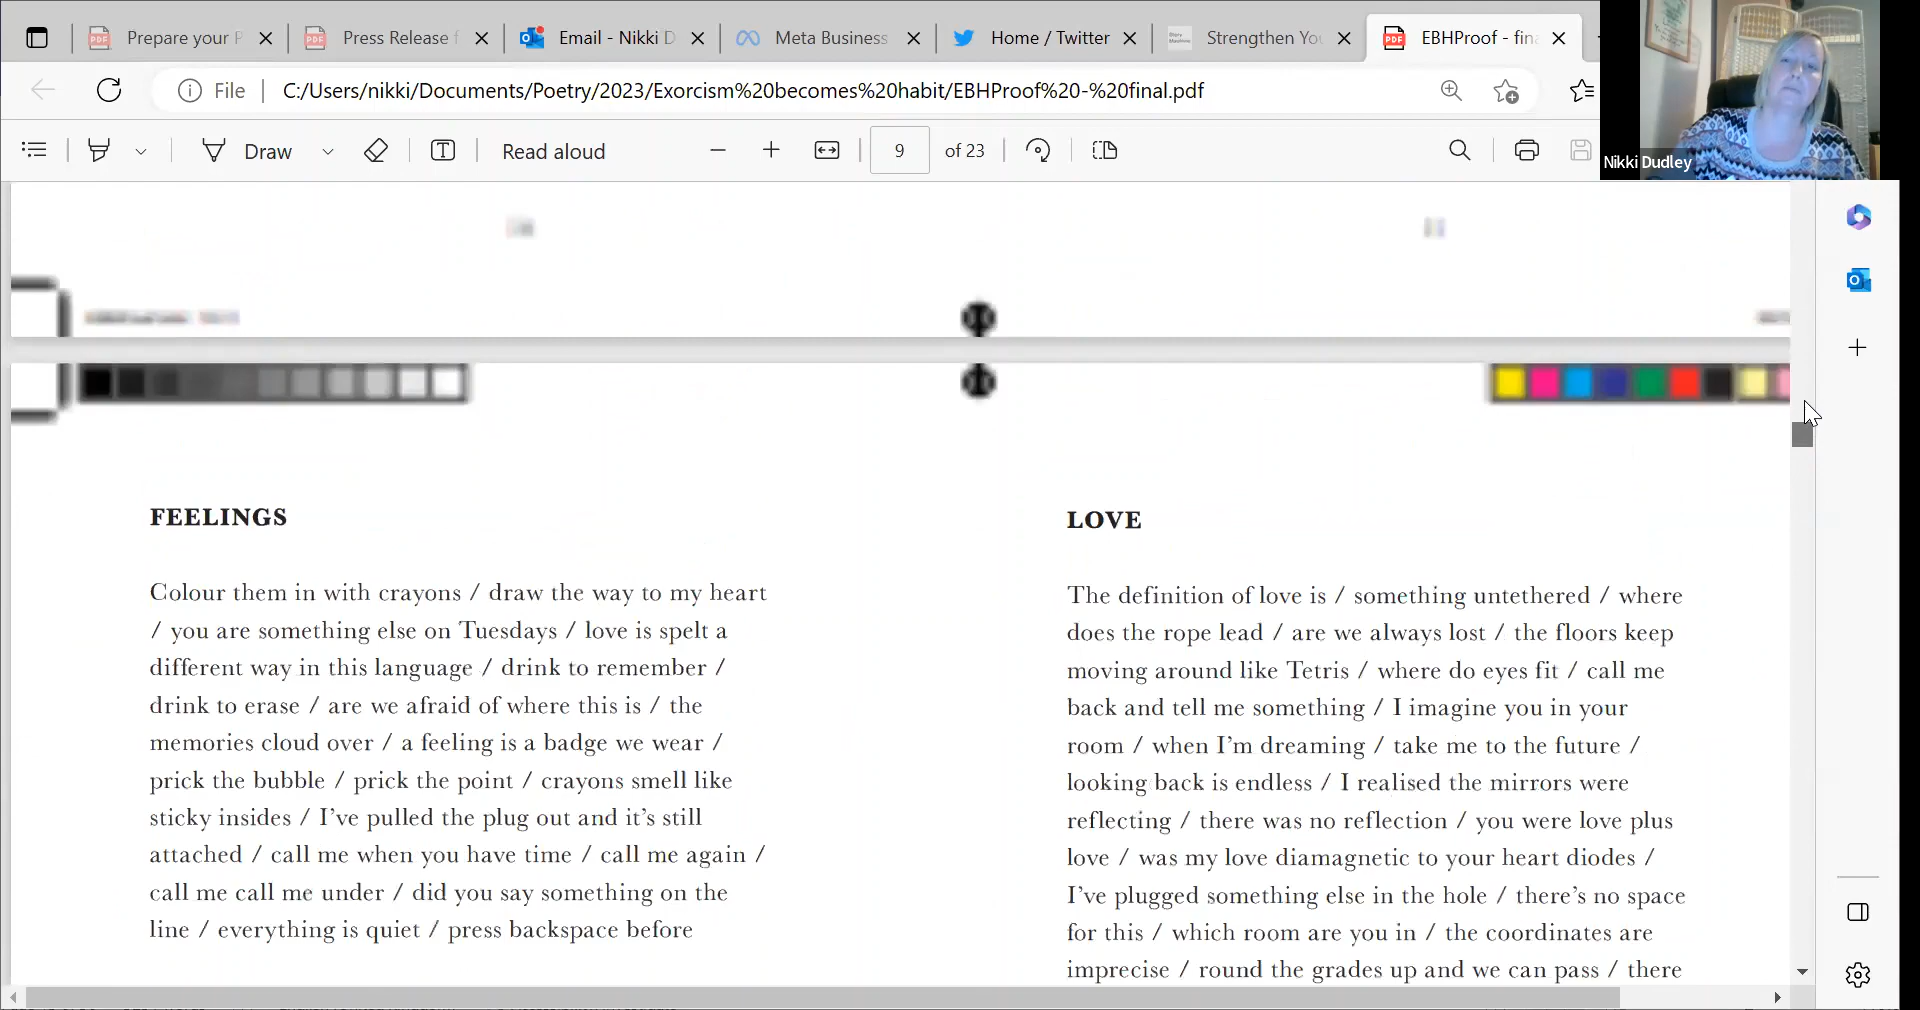 Prepare your P
Press Release f
Email - Nikki D
Meta Business
Home / Twitter
Strengthen You
EBHProof - fina
File
C:/Users/nikki/Documents/Poetry/2023/Exorcism%20becomes%20habit/EBHProof%20-%20final.pdf
Draw
Read aloud
9
of 23
Nikki Dudley
FEELINGS
Colour them in with crayons / draw the way to my heart
/ you are something else on Tuesdays / love is spelt a
different way in this language / drink to remember /
drink to erase / are we afraid of where this is / the
memories cloud over / a feeling is a badge we wear /
prick the bubble / prick the point / crayons smell like
sticky insides / I've pulled the plug out and it's still
attached / call me when you have time / call me again /
call me call me under / did you say something on the
line / everything is quiet / press backspace before
LOVE
The definition of love is / something untethered / where
does the rope lead / are we always lost / the floors keep
moving around like Tetris / where do eyes fit / call me
back and tell me something / I imagine you in your
room / when I'm dreaming / take me to the future /
looking back is endless / I realised the mirrors were
reflecting / there was no reflection / you were love plus
love / was my love diamagnetic to your heart diodes /
I've plugged something else in the hole / there's no space
for this / which room are you in / the coordinates are
imprecise / round the grades up and we can pass / there